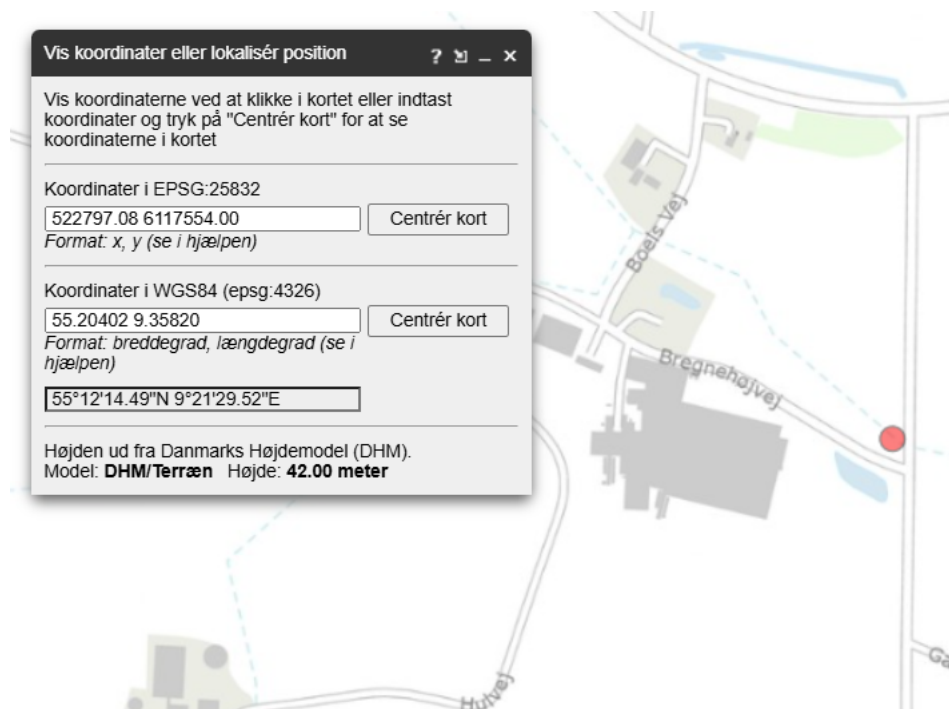 Vis koordinater eller lokalisér position
Vis koordinaterne ved at klikke i kortet eller indtast
koordinater og tryk på "Centrér kort" for at se
koordinaterne i kortet
Koordinater i EPSG:25832
522797.08 6117554.00 Centrér kort
Format: x, y (se i hjælpen)
Koordinater i WGS84 (epsg:4326)
55.20402 9.35820 Centrér kort
Format: breddegrad, længdegrad (se i
hjælpen)
55°12'14.49"N 9°21'29.52"E
Højden ud fra Danmarks Højdemodel (DHM).
Model: DHM/Terræn Højde: 42.00 meter
Boels Vej
Bregnehøjvej
Hulvej
Ga